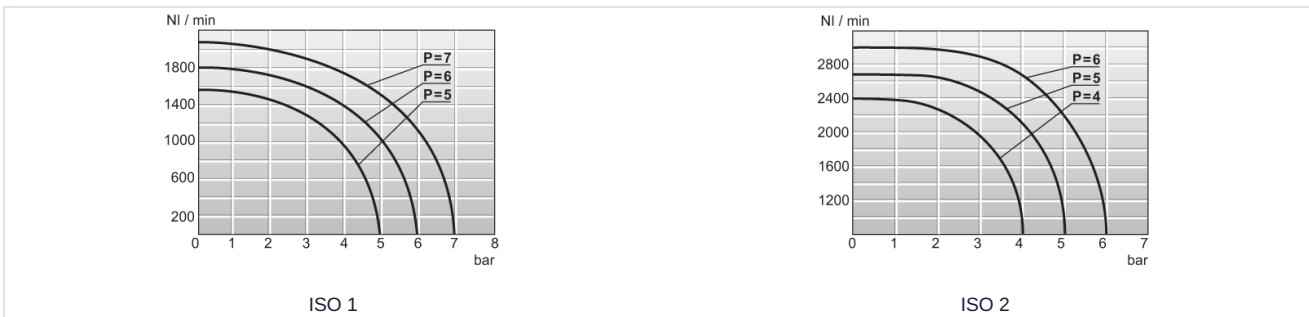 Nl / min
1800
1400
1000
600
200
P=7
P=6
P=5
0 1 2 3 4 5 6 7 8
bar
ISO 1
Nl / min
2800
2400
2000
1600
1200
P=6
P=5
P=4
0 1 2 3 4 5 6 7
bar
ISO 2